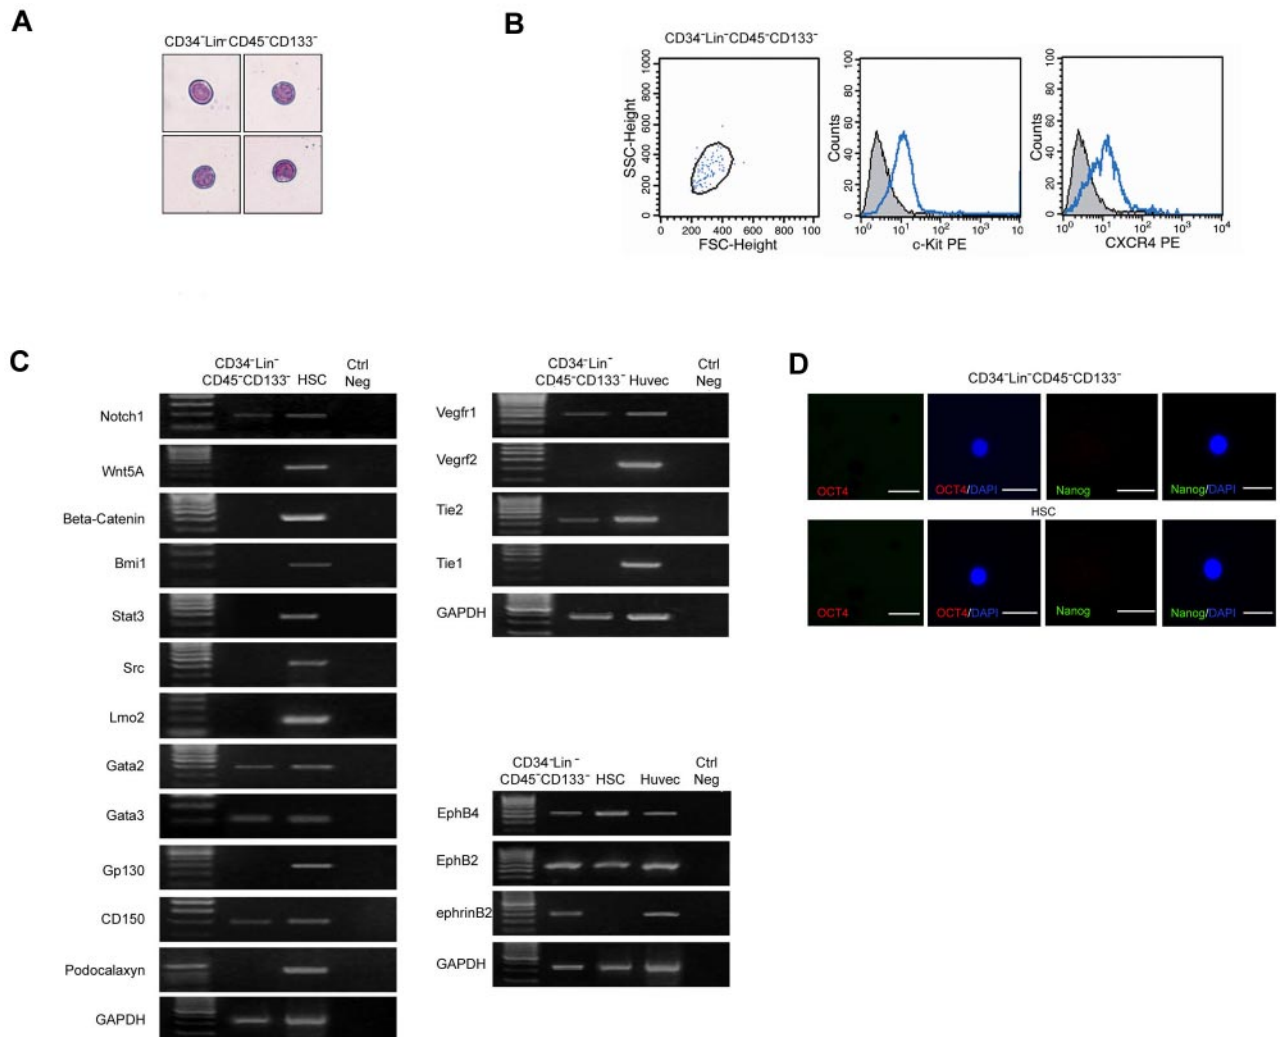 A
CD34⁻Lin⁻CD45⁻CD133⁻
B
CD34⁻Lin⁻CD45⁻CD133⁻
SSC-Height
0 200 400 600 800 1000
0 200 400 600 800 100
FSC-Height
Counts
0 20 40 60 80 100
10⁰ 10¹ 10² 10³ 10
c-Kit PE
Counts
0 20 40 60 80 100
10⁰ 10¹ 10² 10³ 10⁴
CXCR4 PE
C
CD34⁻Lin⁻ Ctrl
CD45⁻CD133⁻ HSC Neg
Notch1
Wnt5A
Beta-Catenin
Bmi1
Stat3
Src
Lmo2
Gata2
Gata3
Gp130
CD150
Podocalaxyn
GAPDH
CD34⁻Lin⁻ Ctrl
CD45⁻CD133⁻ Huvec Neg
Vegfr1
Vegrf2
Tie2
Tie1
GAPDH
CD34⁻Lin⁻ Ctrl
CD45⁻CD133⁻ HSC Huvec Neg
EphB4
EphB2
ephrinB2
GAPDH
D
CD34⁻Lin⁻CD45⁻CD133⁻
OCT4 OCT4/DAPI Nanog Nanog/DAPI
HSC
OCT4 OCT4/DAPI Nanog Nanog/DAPI